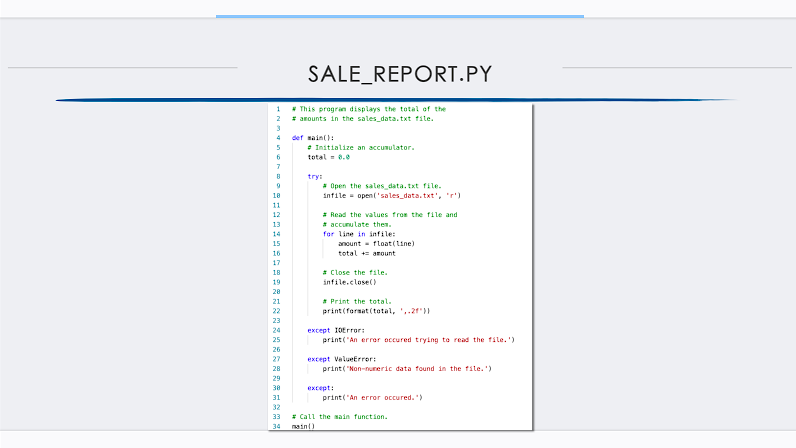 SALE_REPORT.PY
1 # This program displays the total of the
2 # amounts in the sales_data.txt file.
3
4 def main():
5     # Initialize an accumulator.
6     total = 0.0
7
8     try:
9         # Open the sales_data.txt file.
10         infile = open('sales_data.txt', 'r')
11
12         # Read the values from the file and
13         # accumulate them.
14         for line in infile:
15             amount = float(line)
16             total += amount
17
18         # Close the file.
19         infile.close()
20
21         # Print the total.
22         print(format(total, ',.2f'))
23
24     except IOError:
25         print('An error occured trying to read the file.')
26
27     except ValueError:
28         print('Non-numeric data found in the file.')
29
30     except:
31         print('An error occured.')
32
33 # Call the main function.
34 main()